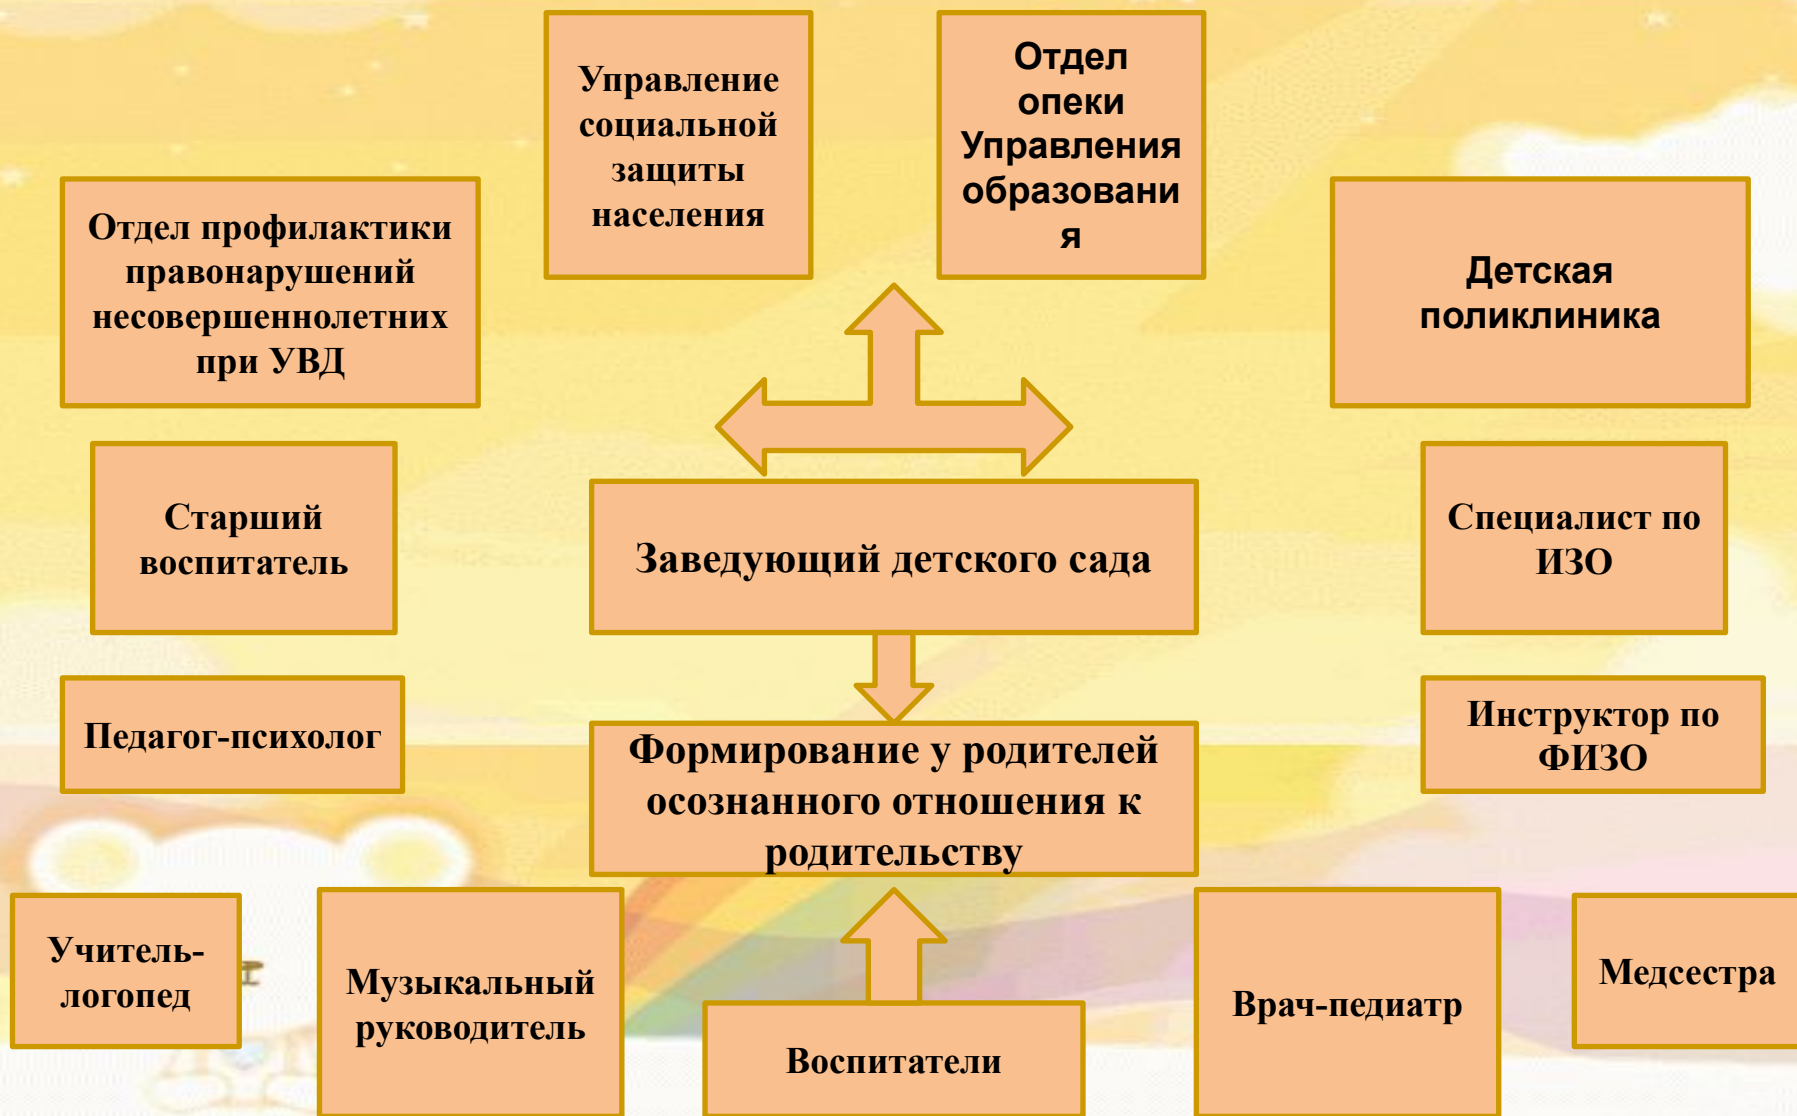 Управление
социальной
защиты
населения
Отдел
опеки
Управления
образовани
я
Отдел профилактики
правонарушений
несовершеннолетних
при УВД
Детская
поликлиника
Старший
воспитатель
Заведующий детского сада
Специалист по
ИЗО
Педагог-психолог
Формирование у родителей
осознанного отношения к
родительству
Инструктор по
ФИЗО
Учитель-
логопед
Музыкальный
руководитель
Воспитатели
Врач-педиатр
Медсестра